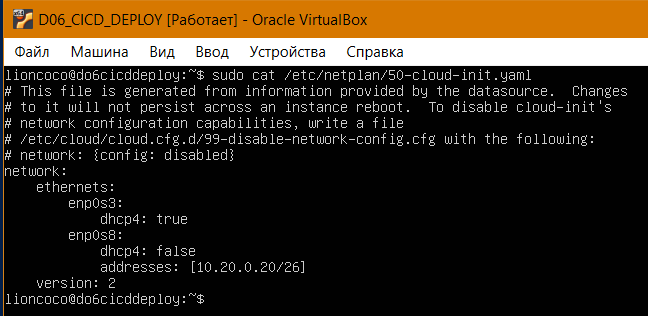 D06_CICD_DEPLOY [Работает] - Oracle VirtualBox
Файл Машина Вид Ввод Устройства Справка
lioncoco@do6cicddeploy:~$ sudo cat /etc/netplan/50-cloud-init.yaml
# This file is generated from information provided by the datasource.  Changes
# to it will not persist across an instance reboot.  To disable cloud-init's
# network configuration capabilities, write a file
# /etc/cloud/cloud.cfg.d/99-disable-network-config.cfg with the following:
# network: {config: disabled}
network:
    ethernets:
        enp0s3:
            dhcp4: true
        enp0s8:
            dhcp4: false
            addresses: [10.20.0.20/26]
    version: 2
lioncoco@do6cicddeploy:~$